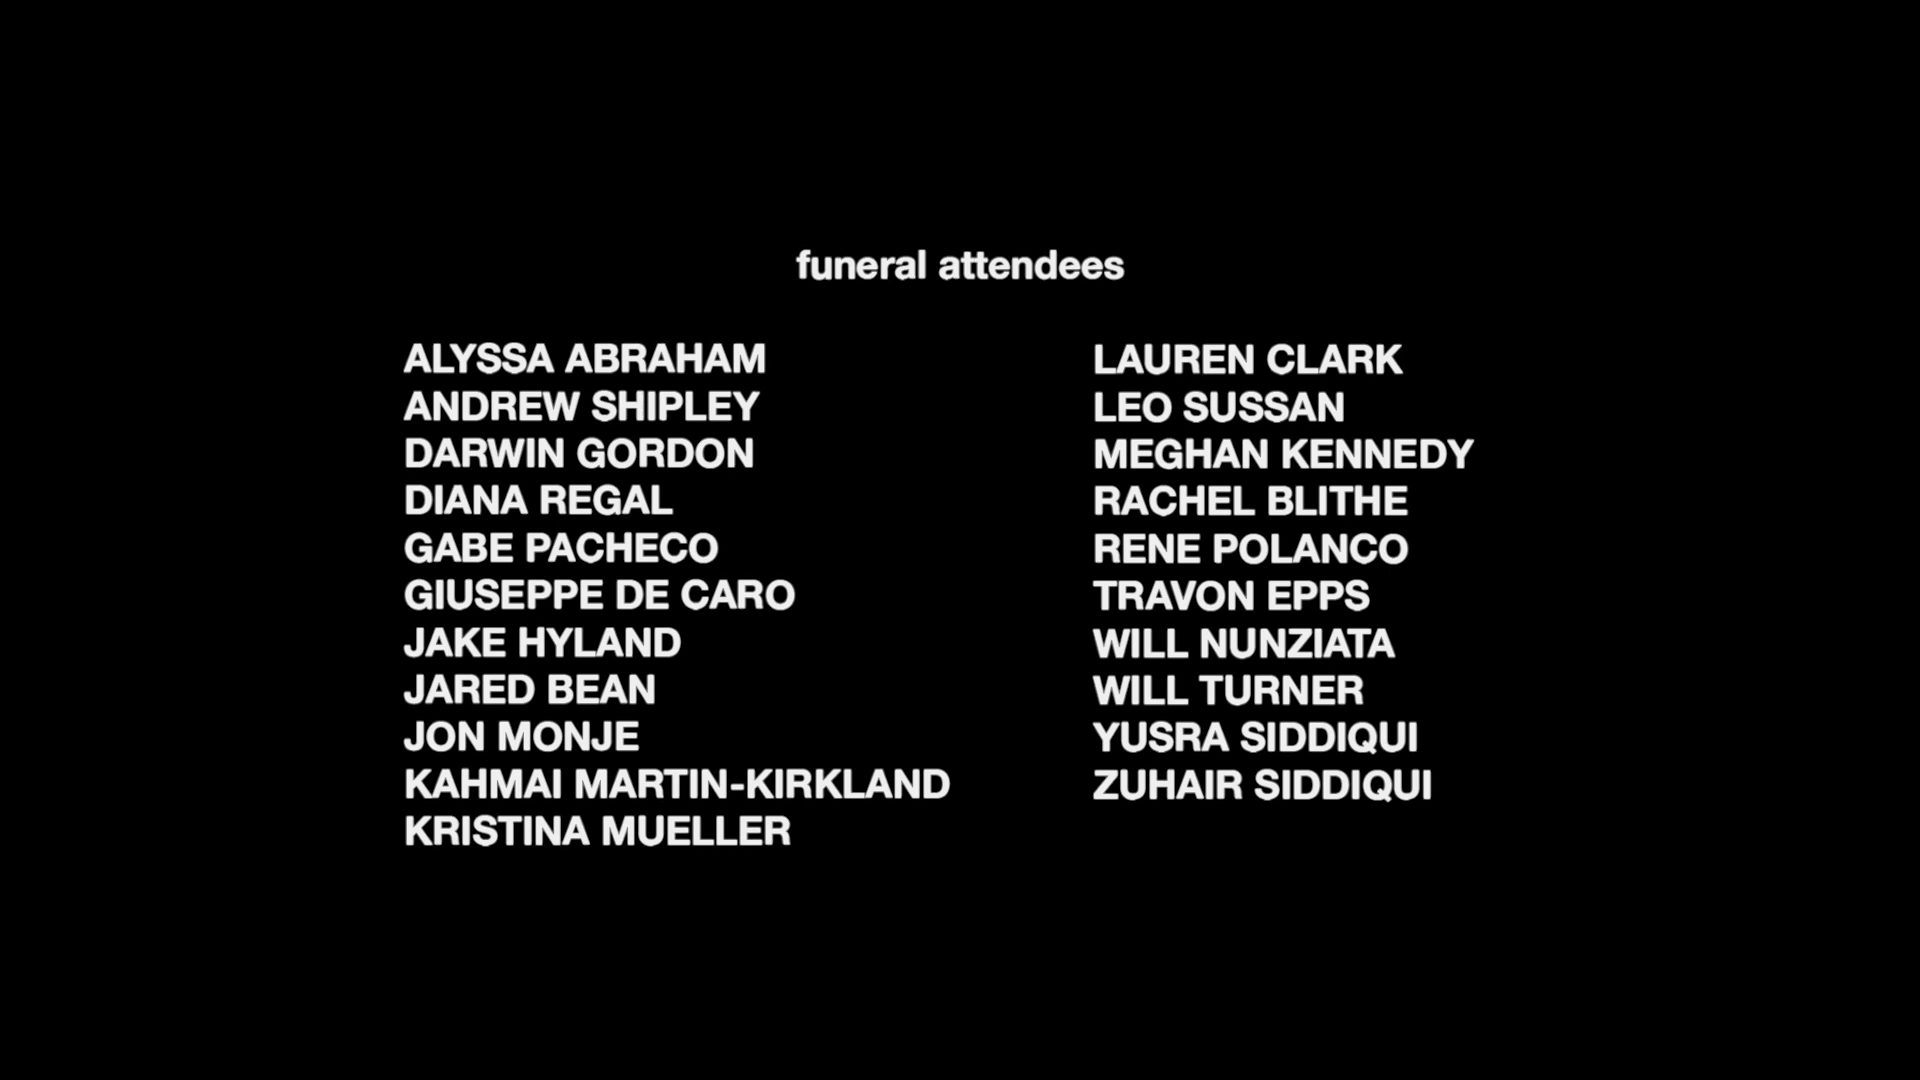 funeral attendees
ALYSSA ABRAHAM
ANDREW SHIPLEY
DARWIN GORDON
DIANA REGAL
GABE PACHECO
GIUSEPPE DE CARO
JAKE HYLAND
JARED BEAN
JON MONJE
KAHMAI MARTIN-KIRKLAND
KRISTINA MUELLER
LAUREN CLARK
LEO SUSSAN
MEGHAN KENNEDY
RACHEL BLITHE
RENE POLANCO
TRAVON EPPS
WILL NUNZIATA
WILL TURNER
YUSRA SIDDIQUI
ZUHAIR SIDDIQUI